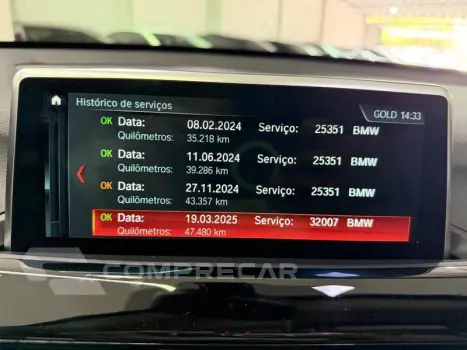 Histórico de serviços
GOLD 14:33
OK Data: 08.02.2024 Serviço: 25351 BMW
Quilômetros: 35.218 km
OK Data: 11.06.2024 Serviço: 25351 BMW
Quilômetros: 39.286 km
OK Data: 27.11.2024 Serviço: 25351 BMW
Quilômetros: 43.357 km
OK Data: 19.03.2025 Serviço: 32007 BMW
Quilômetros: 47.480 km
COMPRECAR